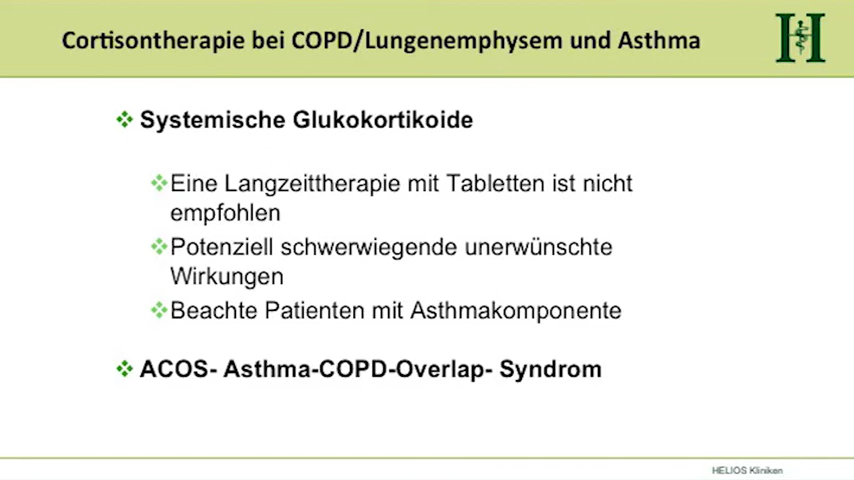 Cortisontherapie bei COPD/Lungenemphysem und Asthma
H
Systemische Glukokortikoide
Eine Langzeittherapie mit Tabletten ist nicht
empfohlen
Potenziell schwerwiegende unerwünschte
Wirkungen
Beachte Patienten mit Asthmakomponente
ACOS- Asthma-COPD-Overlap- Syndrom
HELIOS Kliniken